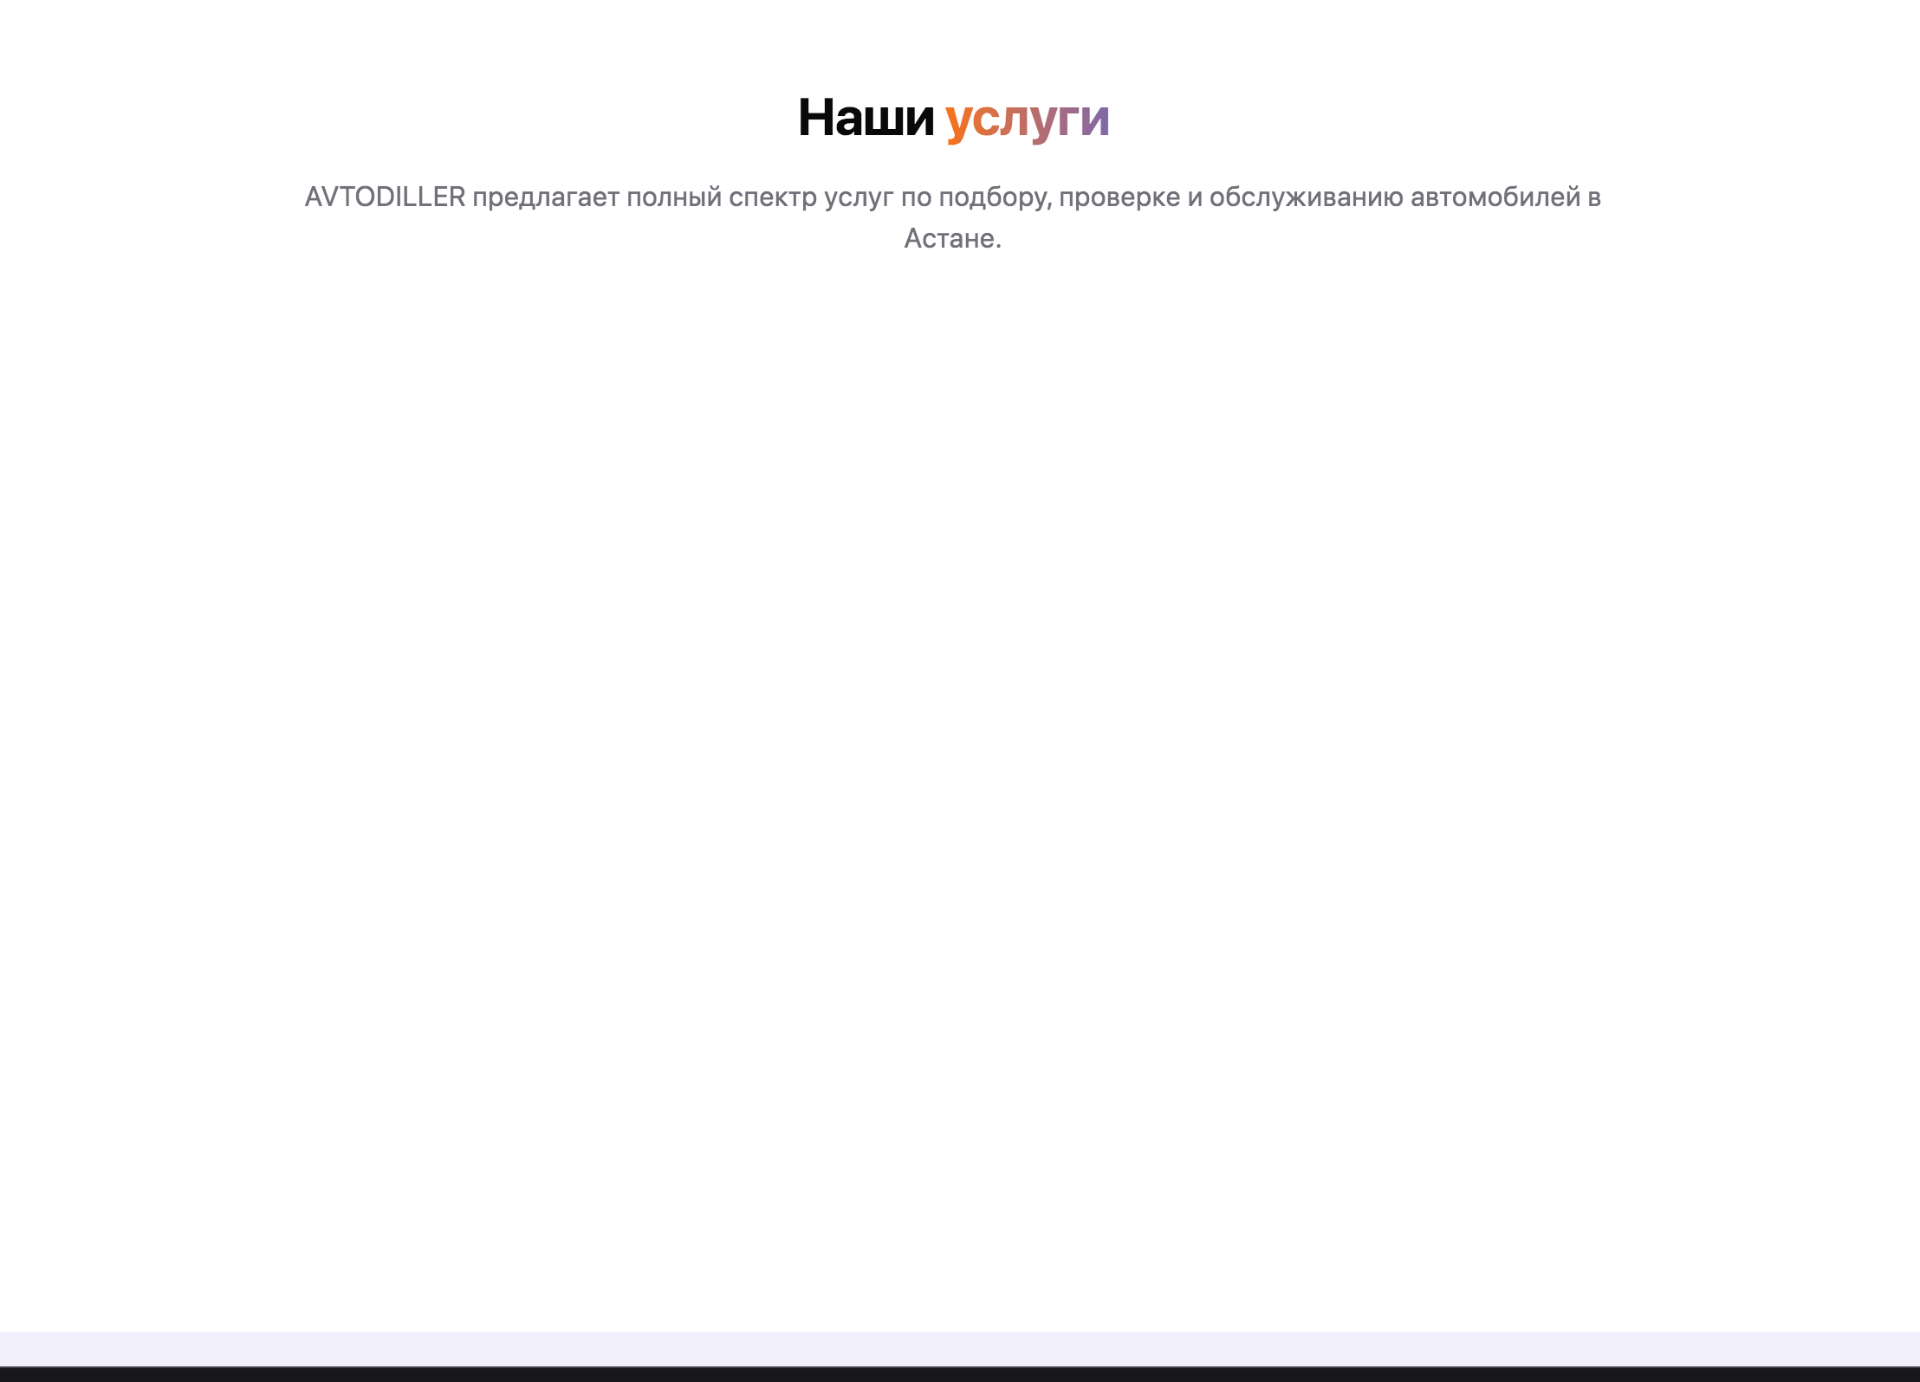 Наши услуги
AVTODILLER предлагает полный спектр услуг по подбору, проверке и обслуживанию автомобилей в
Астане.